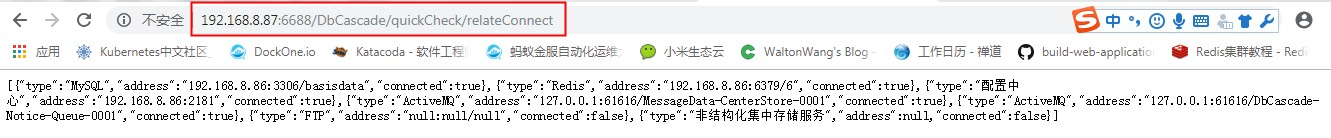 不安全 192.168.8.87:6688/DbCascade/quickCheck/relateConnect
应用 Kubernetes中文社区 DockOne.io Katacoda - 软件工程 蚂蚁金服自动化运维 小米生态云 WaltonWang's Blog - 工作日历 - 禅道 build-web-application Redis集群教程 - R
[{"type":"MySQL","address":"192.168.8.86:3306/basisdata","connected":true},{"type":"Redis","address":"192.168.8.86:6379/6","connected":true},{"type":"配置中
心","address":"192.168.8.86:2181","connected":true},{"type":"ActiveMQ","address":"127.0.0.1:61616/MessageData-CenterStore-0001","connected":true},{"type":"ActiveMQ","address":"127.0.0.1:61616/DbCascade-
Notice-Queue-0001","connected":true},{"type":"FTP","address":"null:null/null","connected":false},{"type":"非结构化集中存储服务","address":null,"connected":false}]